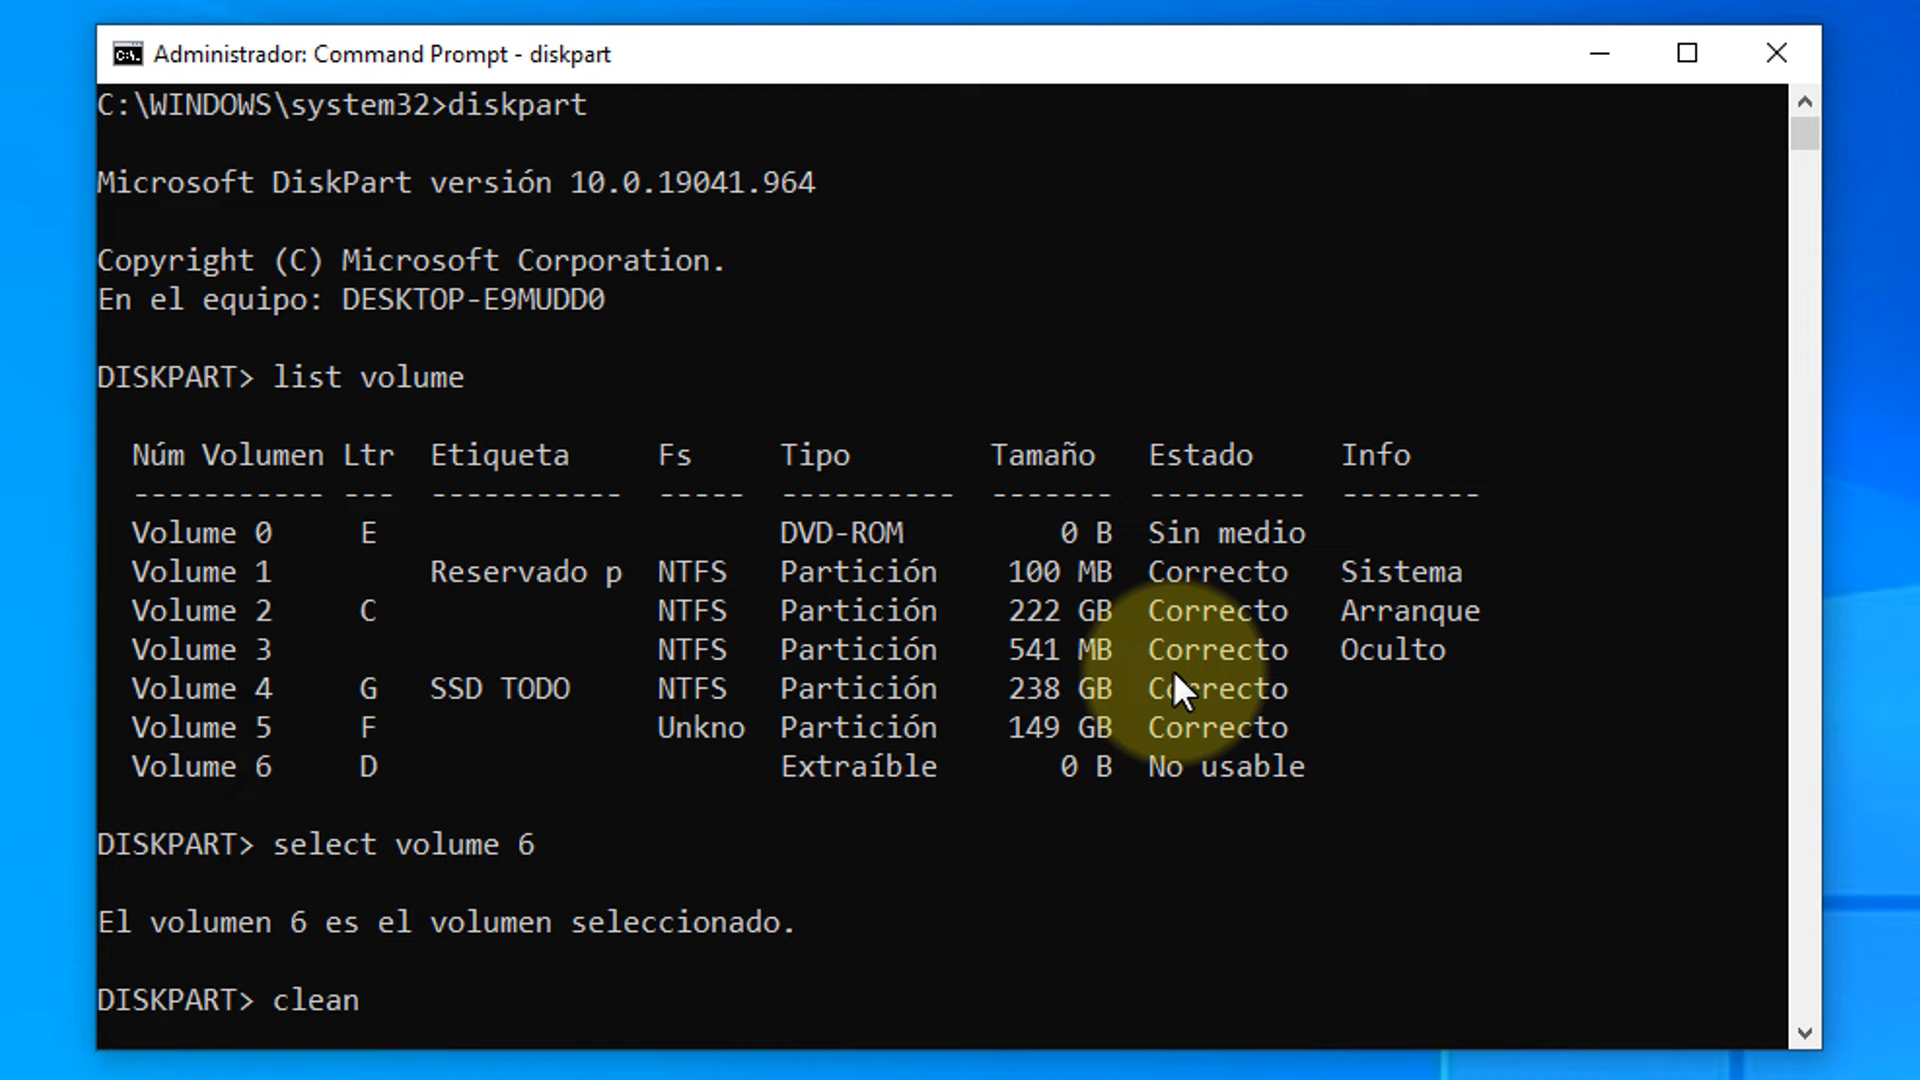 Administrador: Command Prompt - diskpart
C:\WINDOWS\system32>diskpart
Microsoft DiskPart versión 10.0.19041.964
Copyright (C) Microsoft Corporation.
En el equipo: DESKTOP-E9MUDD0
DISKPART> list volume
Núm Volumen Ltr Etiqueta Fs Tipo Tamaño Estado Info
----------- --- ----------- ----- ---------- ------- --------- --------
Volume 0 E DVD-ROM 0 B Sin medio
Volume 1 Reservado p NTFS Partición 100 MB Correcto Sistema
Volume 2 C NTFS Partición 222 GB Correcto Arranque
Volume 3 NTFS Partición 541 MB Correcto Oculto
Volume 4 G SSD TODO NTFS Partición 238 GB Correcto
Volume 5 F Unkno Partición 149 GB Correcto
Volume 6 D Extraíble 0 B No usable
DISKPART> select volume 6
El volumen 6 es el volumen seleccionado.
DISKPART> clean